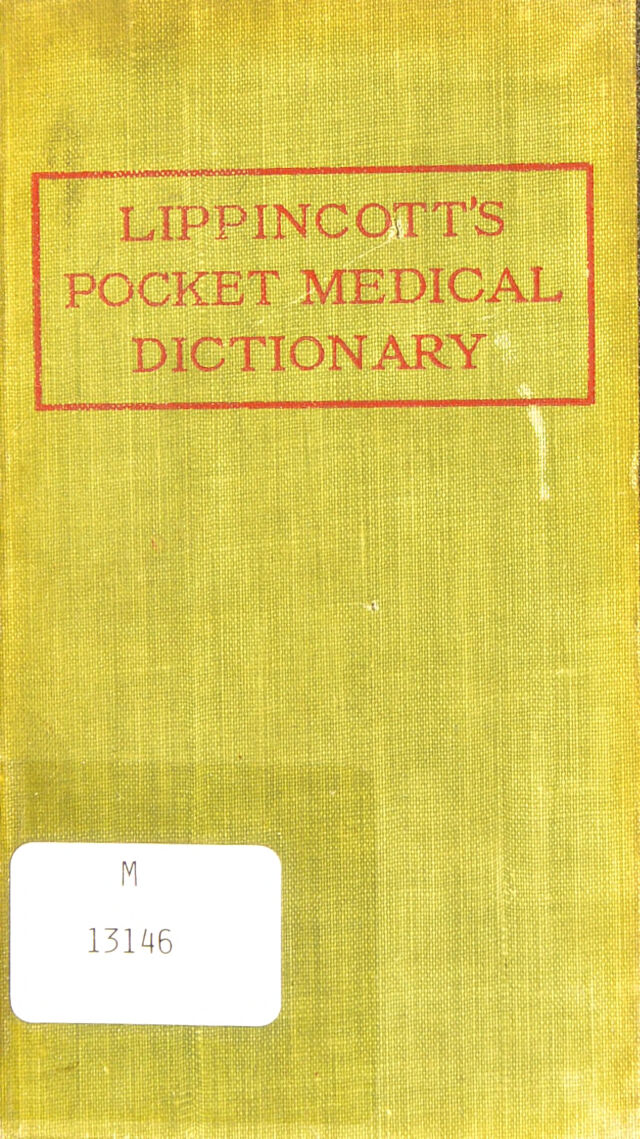 LIPPINCOTT'S
POCKET MEDICAL
DICTIONARY
M
13146